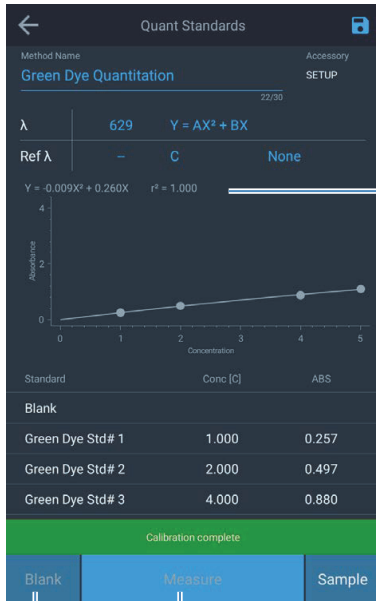 Quant Standards
Method Name
Accessory
Green Dye Quantitation
SETUP
22/30
λ 629 Y = AX² + BX
Ref λ – C None
Y = -0.009X² + 0.260X r² = 1.000
4
2
0
Absorbance
0 1 2 3 4 5
Concentration
Standard Conc [C] ABS
Blank
Green Dye Std# 1 1.000 0.257
Green Dye Std# 2 2.000 0.497
Green Dye Std# 3 4.000 0.880
Calibration complete
Blank Measure Sample